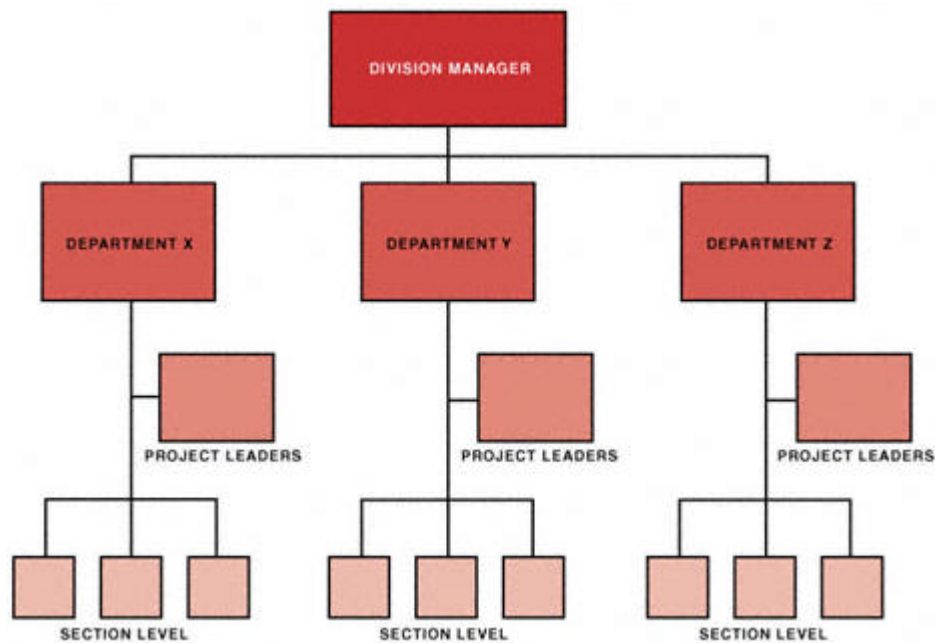 DIVISION MANAGER
DEPARTMENT X
DEPARTMENT Y
DEPARTMENT Z
PROJECT LEADERS
PROJECT LEADERS
PROJECT LEADERS
SECTION LEVEL
SECTION LEVEL
SECTION LEVEL